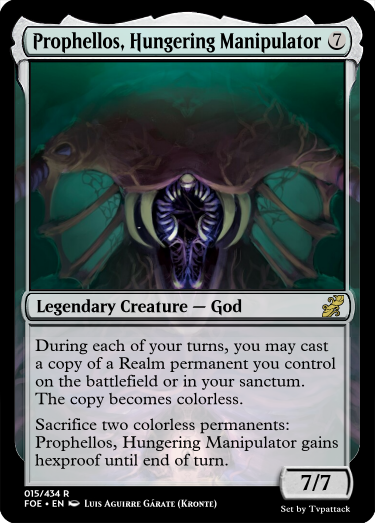 Prophellos, Hungering Manipulator 7
Legendary Creature — God
During each of your turns, you may cast
a copy of a Realm permanent you control
on the battlefield or in your sanctum.
The copy becomes colorless.
Sacrifice two colorless permanents:
Prophellos, Hungering Manipulator gains
hexproof until end of turn.
7/7
015/434 R
FOE • EN Luis Aguirre Gárate (Kronte)
Set by Tvpattack